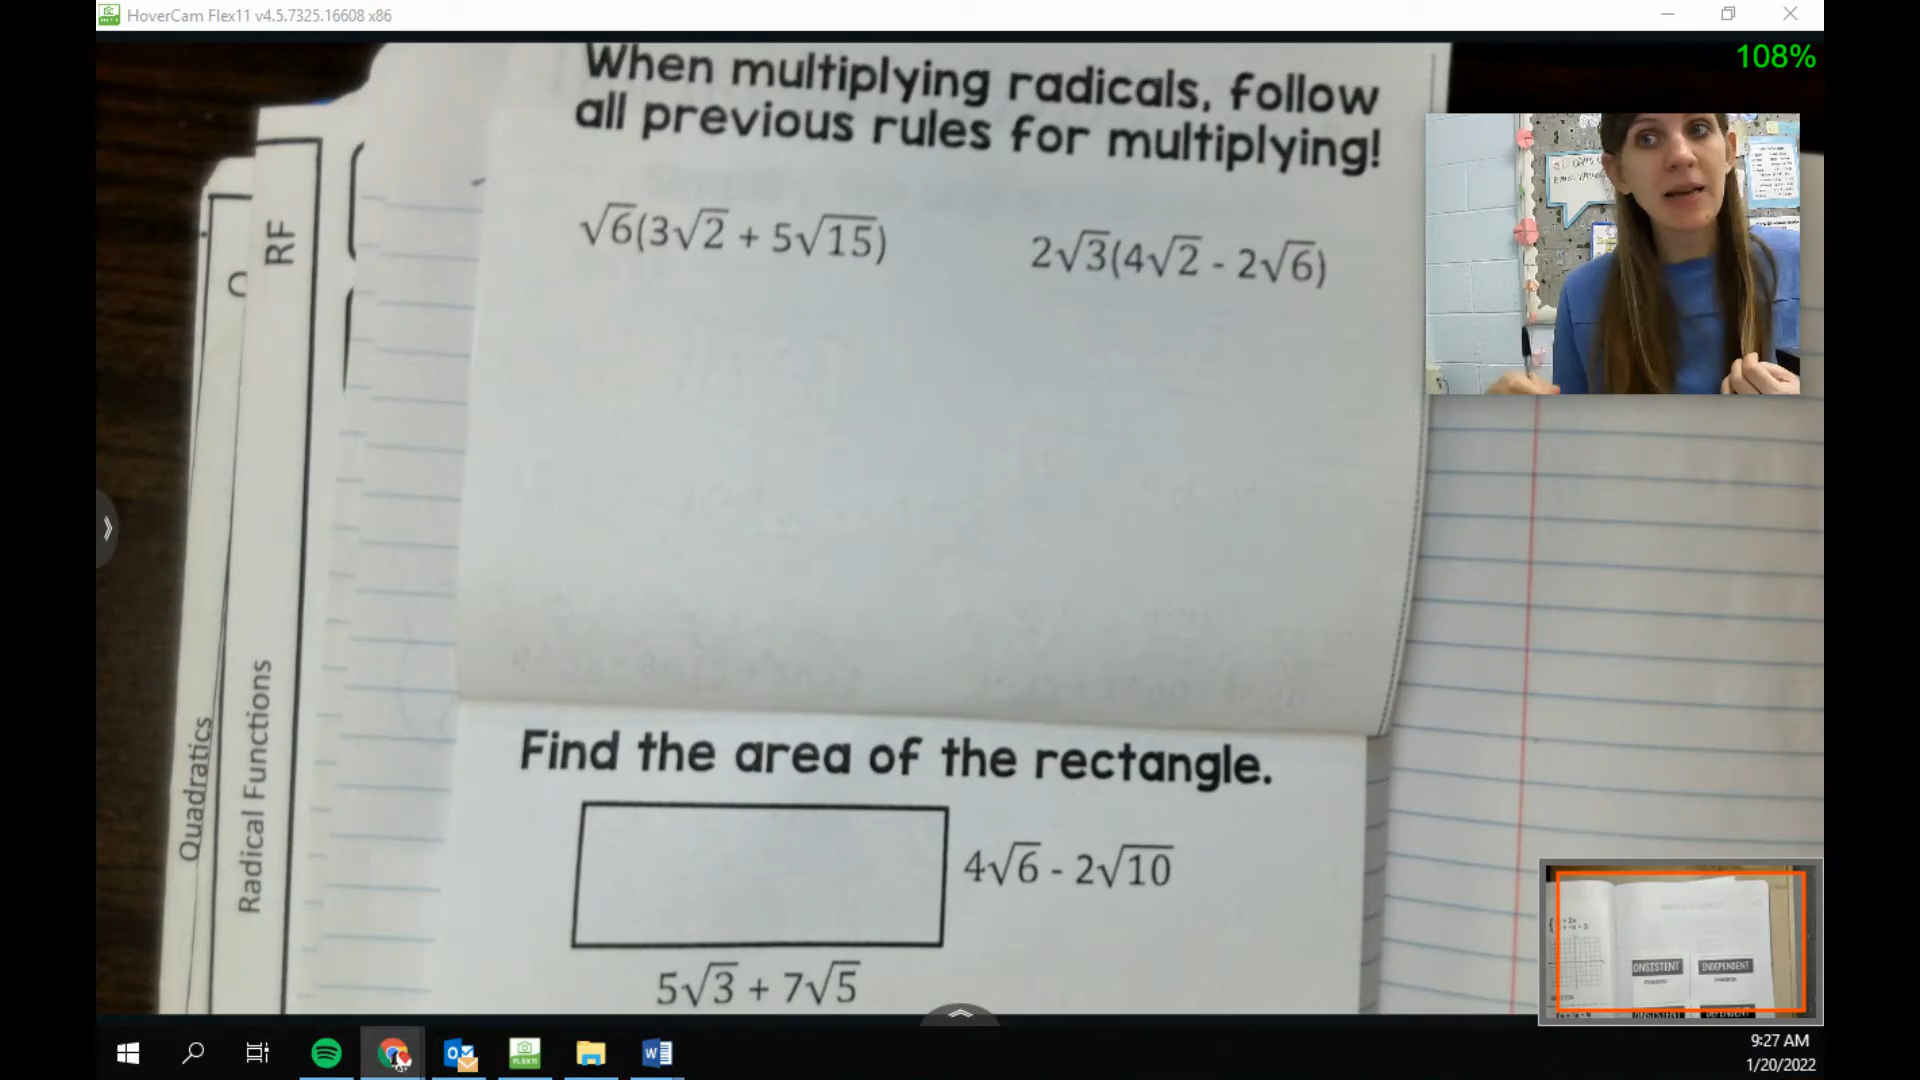 HoverCam Flex11 v4.5.7325.16608 x86
108%
When multiplying radicals, follow
all previous rules for multiplying!
√6(3√2 + 5√15)
2√3(4√2 - 2√6)
RF
Quadratics
Radical Functions
Find the area of the rectangle.
4√6 - 2√10
5√3 + 7√5
ONSISTENT
INDEPENDENT
FLEX11
9:27 AM
1/20/2022